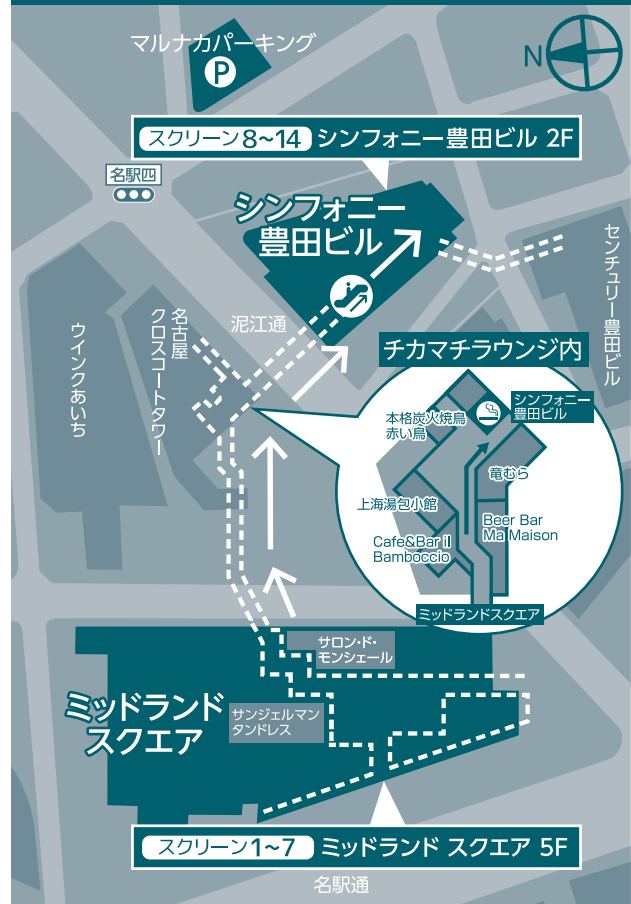 マルナカパーキング
P
N
スクリーン8~14 シンフォニー豊田ビル 2F
名駅四
シンフォニー
豊田ビル
センチュリー豊田ビル
泥江通
名古屋
クロスコートタワー
ウインクあいち
チカマチラウンジ内
シンフォニー
豊田ビル
本格炭火焼鳥
赤い鳥
竜むら
上海湯包小館
Beer Bar
Ma Maison
Cafe&Bar il
Bamboccio
ミッドランドスクエア
サロン・ド・
モンシェール
ミッドランド
スクエア
サンジェルマン
タンドレス
スクリーン1~7 ミッドランド スクエア 5F
名駅通